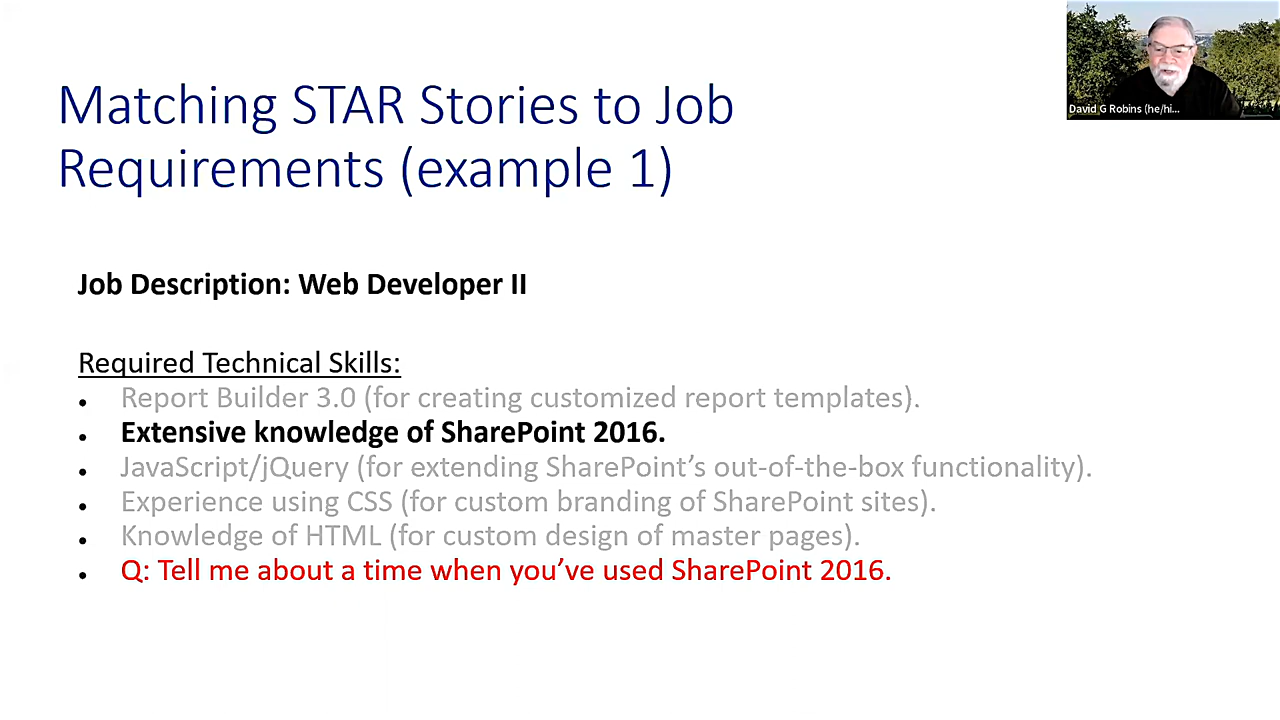 Matching STAR Stories to Job
Requirements (example 1)
David G Robins (he/hi...
Job Description: Web Developer II
Required Technical Skills:
• Report Builder 3.0 (for creating customized report templates).
• Extensive knowledge of SharePoint 2016.
• JavaScript/jQuery (for extending SharePoint’s out-of-the-box functionality).
• Experience using CSS (for custom branding of SharePoint sites).
• Knowledge of HTML (for custom design of master pages).
• Q: Tell me about a time when you’ve used SharePoint 2016.